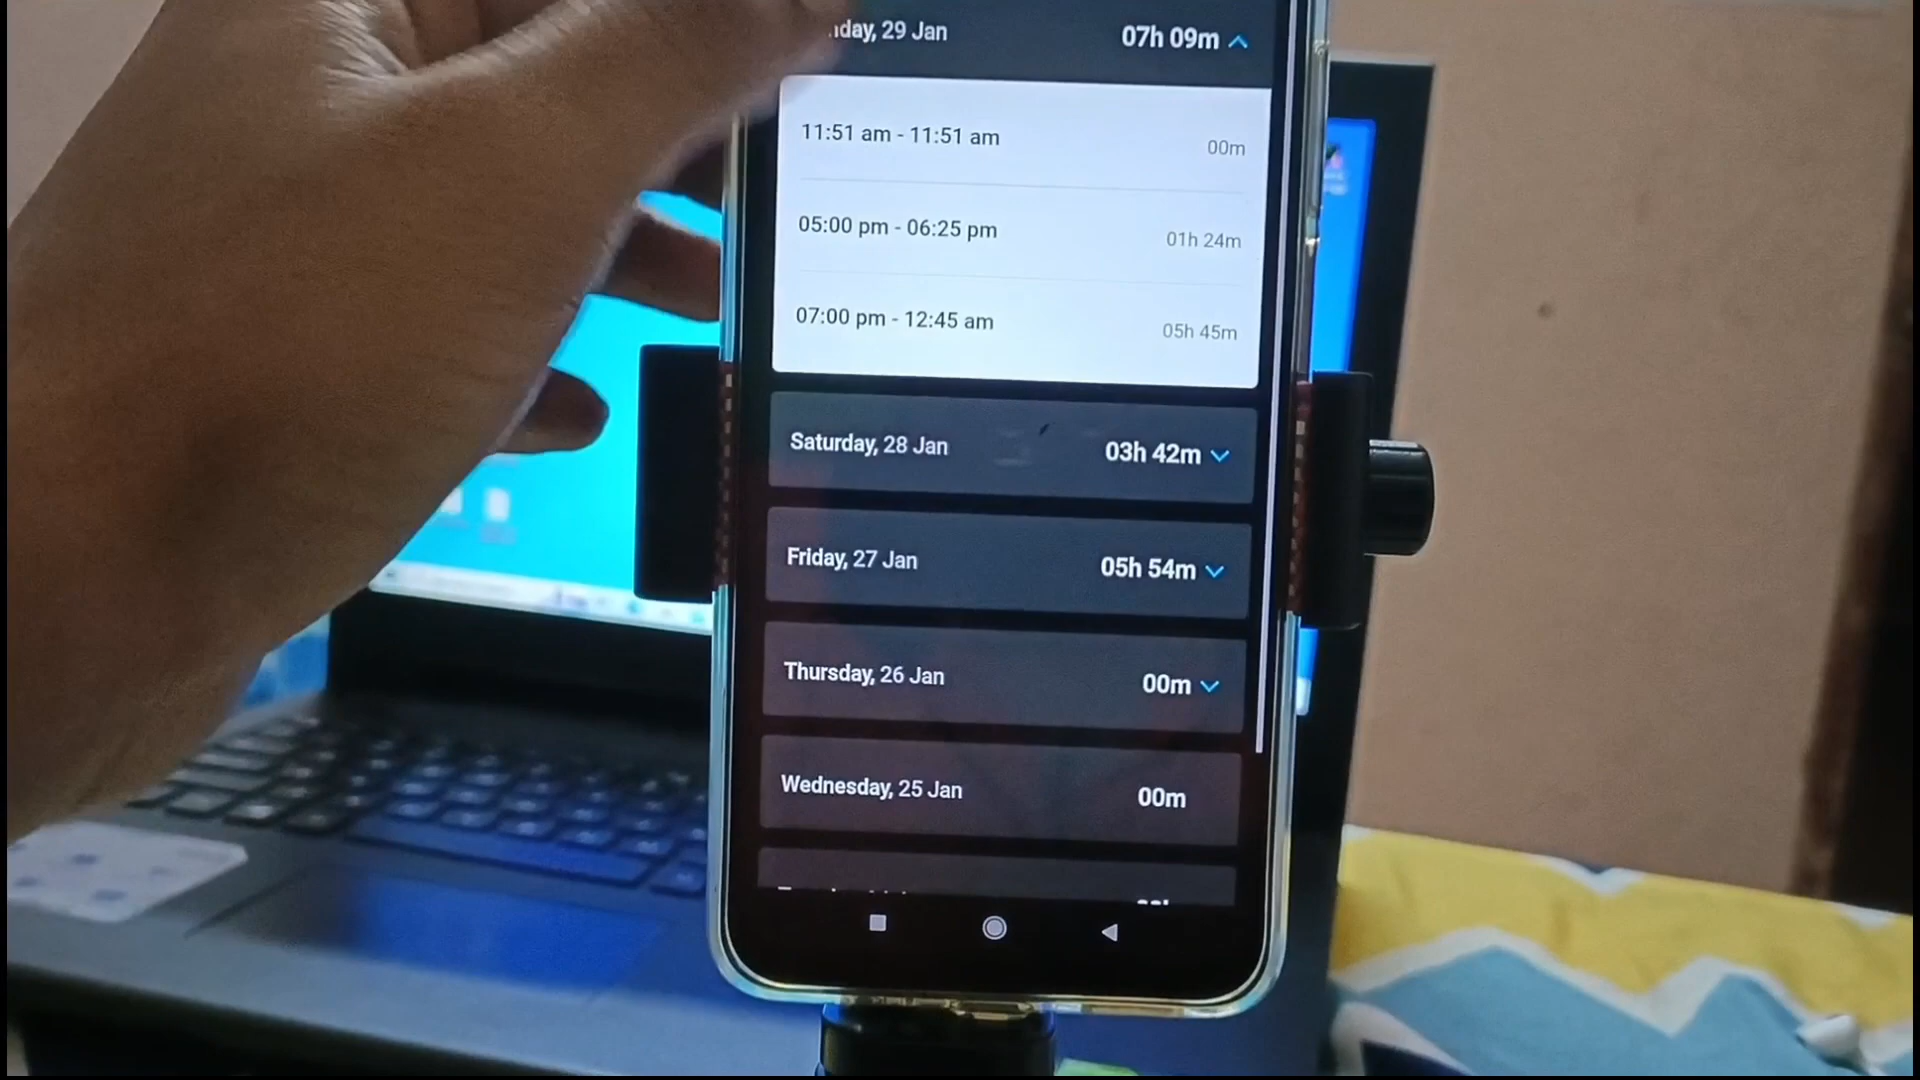 day, 29 Jan 07h 09m
11:51 am - 11:51 am 00m
05:00 pm - 06:25 pm 01h 24m
07:00 pm - 12:45 am 05h 45m
Saturday, 28 Jan 03h 42m
Friday, 27 Jan 05h 54m
Thursday, 26 Jan 00m
Wednesday, 25 Jan 00m